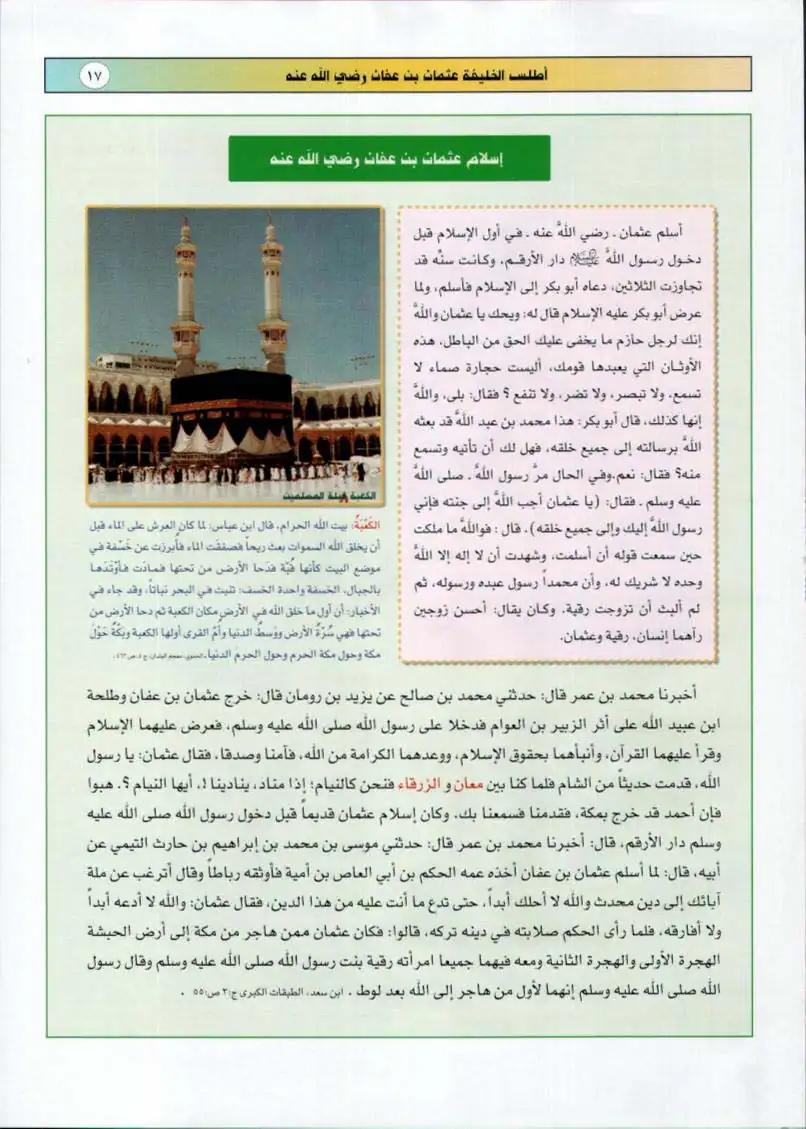 أطلس الخليفة عثمان بن عفان رضي الله عنه
١٧
إسلام عثمان بن عفان رضي الله عنه
أسلم عثمان ـ رضي اللهُ عنه ـ في أول الإسلام قبل
دخول رسول اللهُ ﷺ دار الأرقم، وكانت سنُّه قد
تجاوزت الثلاثين، دعاه أبو بكر إلى الإسلام فأسلم، ولما
عرض أبو بكر عليه الإسلام قال له: ويحك يا عثمان واللهُ
إنك لرجل حازم ما يخفى عليك الحق من الباطل، هذه
الأوثان التي يعبدها قومك، أليست حجارة صماء لا
تسمع، ولا تبصر، ولا تضر، ولا تنفع ؟ فقال: بلى، واللهُ
إنها كذلك، قال أبو بكر: هذا محمد بن عبد اللهُ قد بعثه
اللهُ برسالته إلى جميع خلقه، فهل لك أن تأتيه وتسمع
منه؟ فقال: نعم.وفي الحال مرَّ رسول اللهُ ـ صلى اللهُ
عليه وسلم ـ فقال: (يا عثمان أجب اللهُ إلى جنته فإني
رسول اللهُ إليك وإلى جميع خلقه). قال : فواللهُ ما ملكت
حين سمعت قوله أن أسلمت، وشهدت أن لا إله إلا اللهُ
وحده لا شريك له، وأن محمداً رسول عبده ورسوله، ثم
لم ألبث أن تزوجت رقية. وكان يقال: أحسن زوجين
رآهما إنسان، رقية وعثمان.
الكعبة قبلة المسلمين
الكَعْبَةُ: بيت الله الحرام، قال ابن عباس: لما كان العرش على الماء قبل
أن يخلق الله السموات بعث ريحاً فصفقت الماء فأبرزت عن خَسْفة في
موضع البيت كأنها قُبّة فدَحا الأرض من تحتها فمادَت فأوْتَدَها
بالجبال، الخسفة واحدة الخسف: تنبت في البحر نباتاً، وقد جاء في
الأخبار: أن أول ما خلق الله في الأرض مكان الكعبة ثم دحا الأرض من
تحتها فهي سُرّةُ الأرض ووَسطُ الدنيا وأمُّ القرى أولها الكعبة وبَكّةُ حَوْلَ
مكة وحول مكة الحرم وحول الحرم الدنيا. الحموي، معجم البلدان، ج٤، ص٤٦٣.
أخبرنا محمد بن عمر قال: حدثني محمد بن صالح عن يزيد بن رومان قال: خرج عثمان بن عفان وطلحة
ابن عبيد الله على أثر الزبير بن العوام فدخلا على رسول الله صلى الله عليه وسلم، فعرض عليهما الإسلام
وقرأ عليهما القرآن، وأنبأهما بحقوق الإسلام، ووعدهما الكرامة من الله، فآمنا وصدقا، فقال عثمان: يا رسول
الله، قدمت حديثاً من الشام فلما كنا بين معان و الزرقاء فنحن كالنيام؛ إذا مناد، ينادينا !، أيها النيام ؟. هبوا
فإن أحمد قد خرج بمكة، فقدمنا فسمعنا بك. وكان إسلام عثمان قديماً قبل دخول رسول الله صلى الله عليه
وسلم دار الأرقم، قال: أخبرنا محمد بن عمر قال: حدثني موسى بن محمد بن إبراهيم بن حارث التيمي عن
أبيه، قال: لما أسلم عثمان بن عفان أخذه عمه الحكم بن أبي العاص بن أمية فأوثقه رباطاً وقال أترغب عن ملة
آبائك إلى دين محدث والله لا أحلك أبداً، حتى تدع ما أنت عليه من هذا الدين، فقال عثمان: والله لا أدعه أبداً
ولا أفارقه، فلما رأى الحكم صلابته في دينه تركه، قالوا: فكان عثمان ممن هاجر من مكة إلى أرض الحبشة
الهجرة الأولى والهجرة الثانية ومعه فيهما جميعا امرأته رقية بنت رسول الله صلى الله عليه وسلم وقال رسول
الله صلى الله عليه وسلم إنهما لأول من هاجر إلى الله بعد لوط . ابن سعد، الطبقات الكبرى ج:٣ ص:٥٥ .